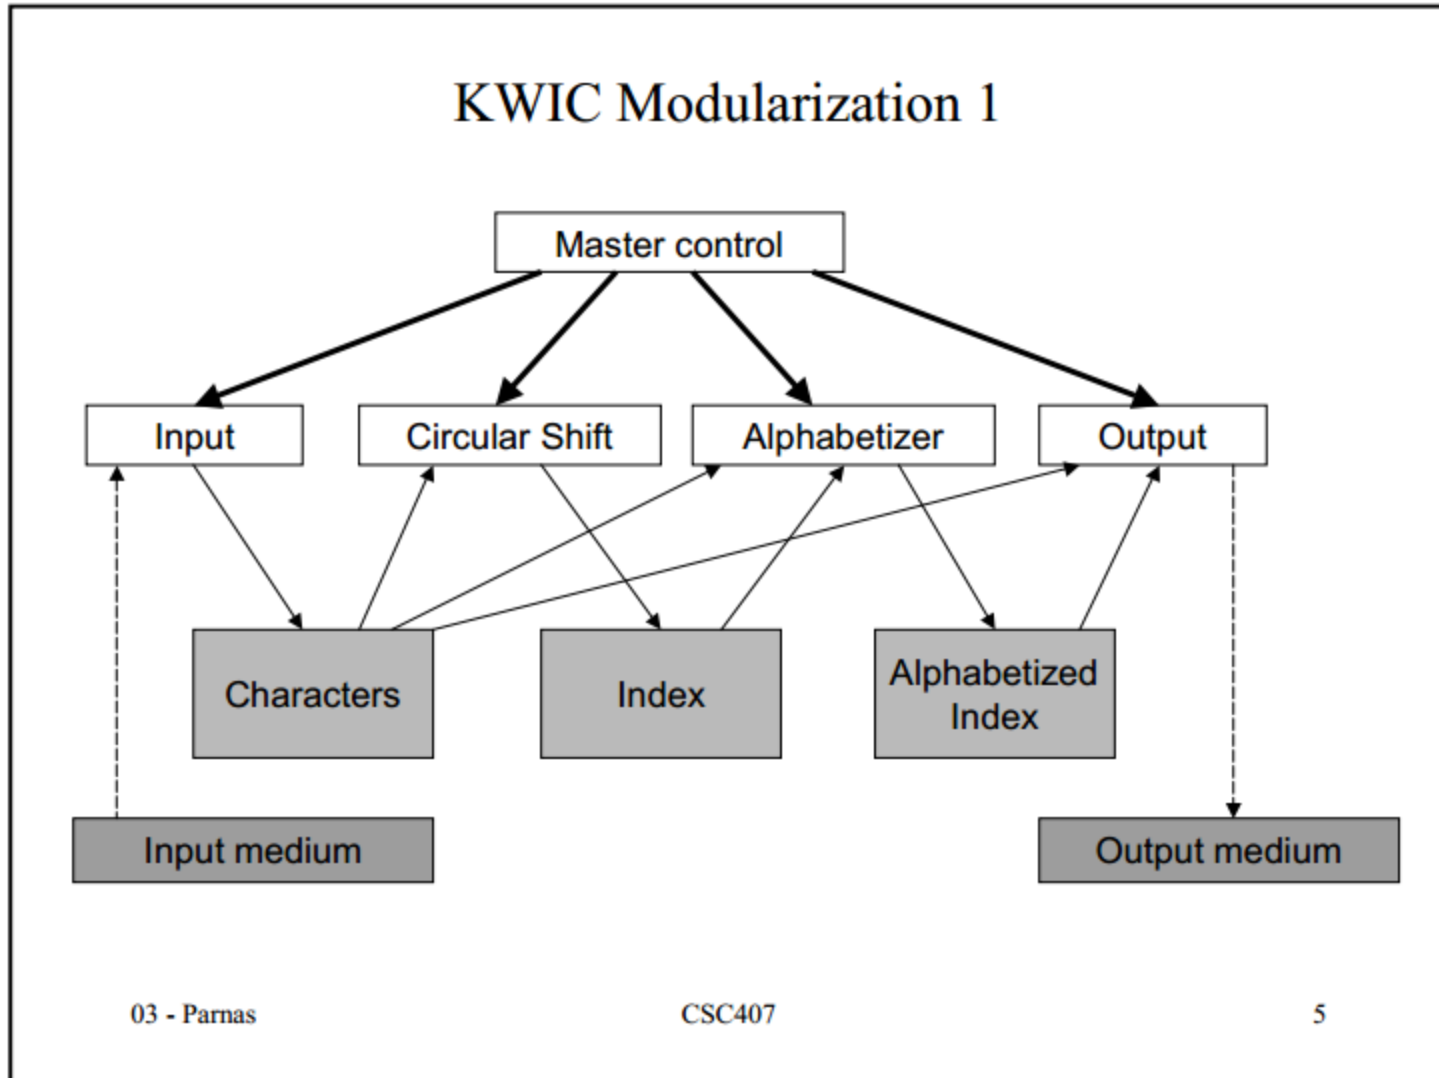 KWIC Modularization 1
Master control
Input
Circular Shift
Alphabetizer
Output
Characters
Index
Alphabetized
Index
Input medium
Output medium
03 - Parnas
CSC407
5